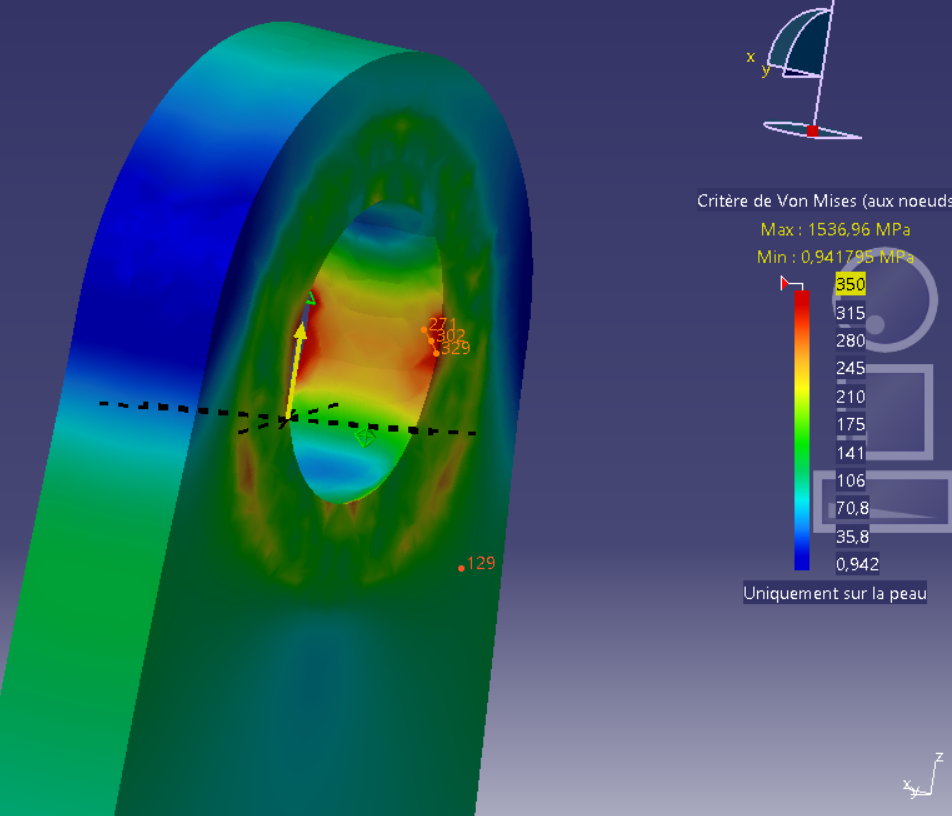 x
y
Critère de Von Mises (aux noeuds
Max : 1536,96 MPa
Min : 0,941795 MPa
350
315
280
245
210
175
141
106
70,8
35,8
0,942
Uniquement sur la peau
271
302
329
129
z
x
y